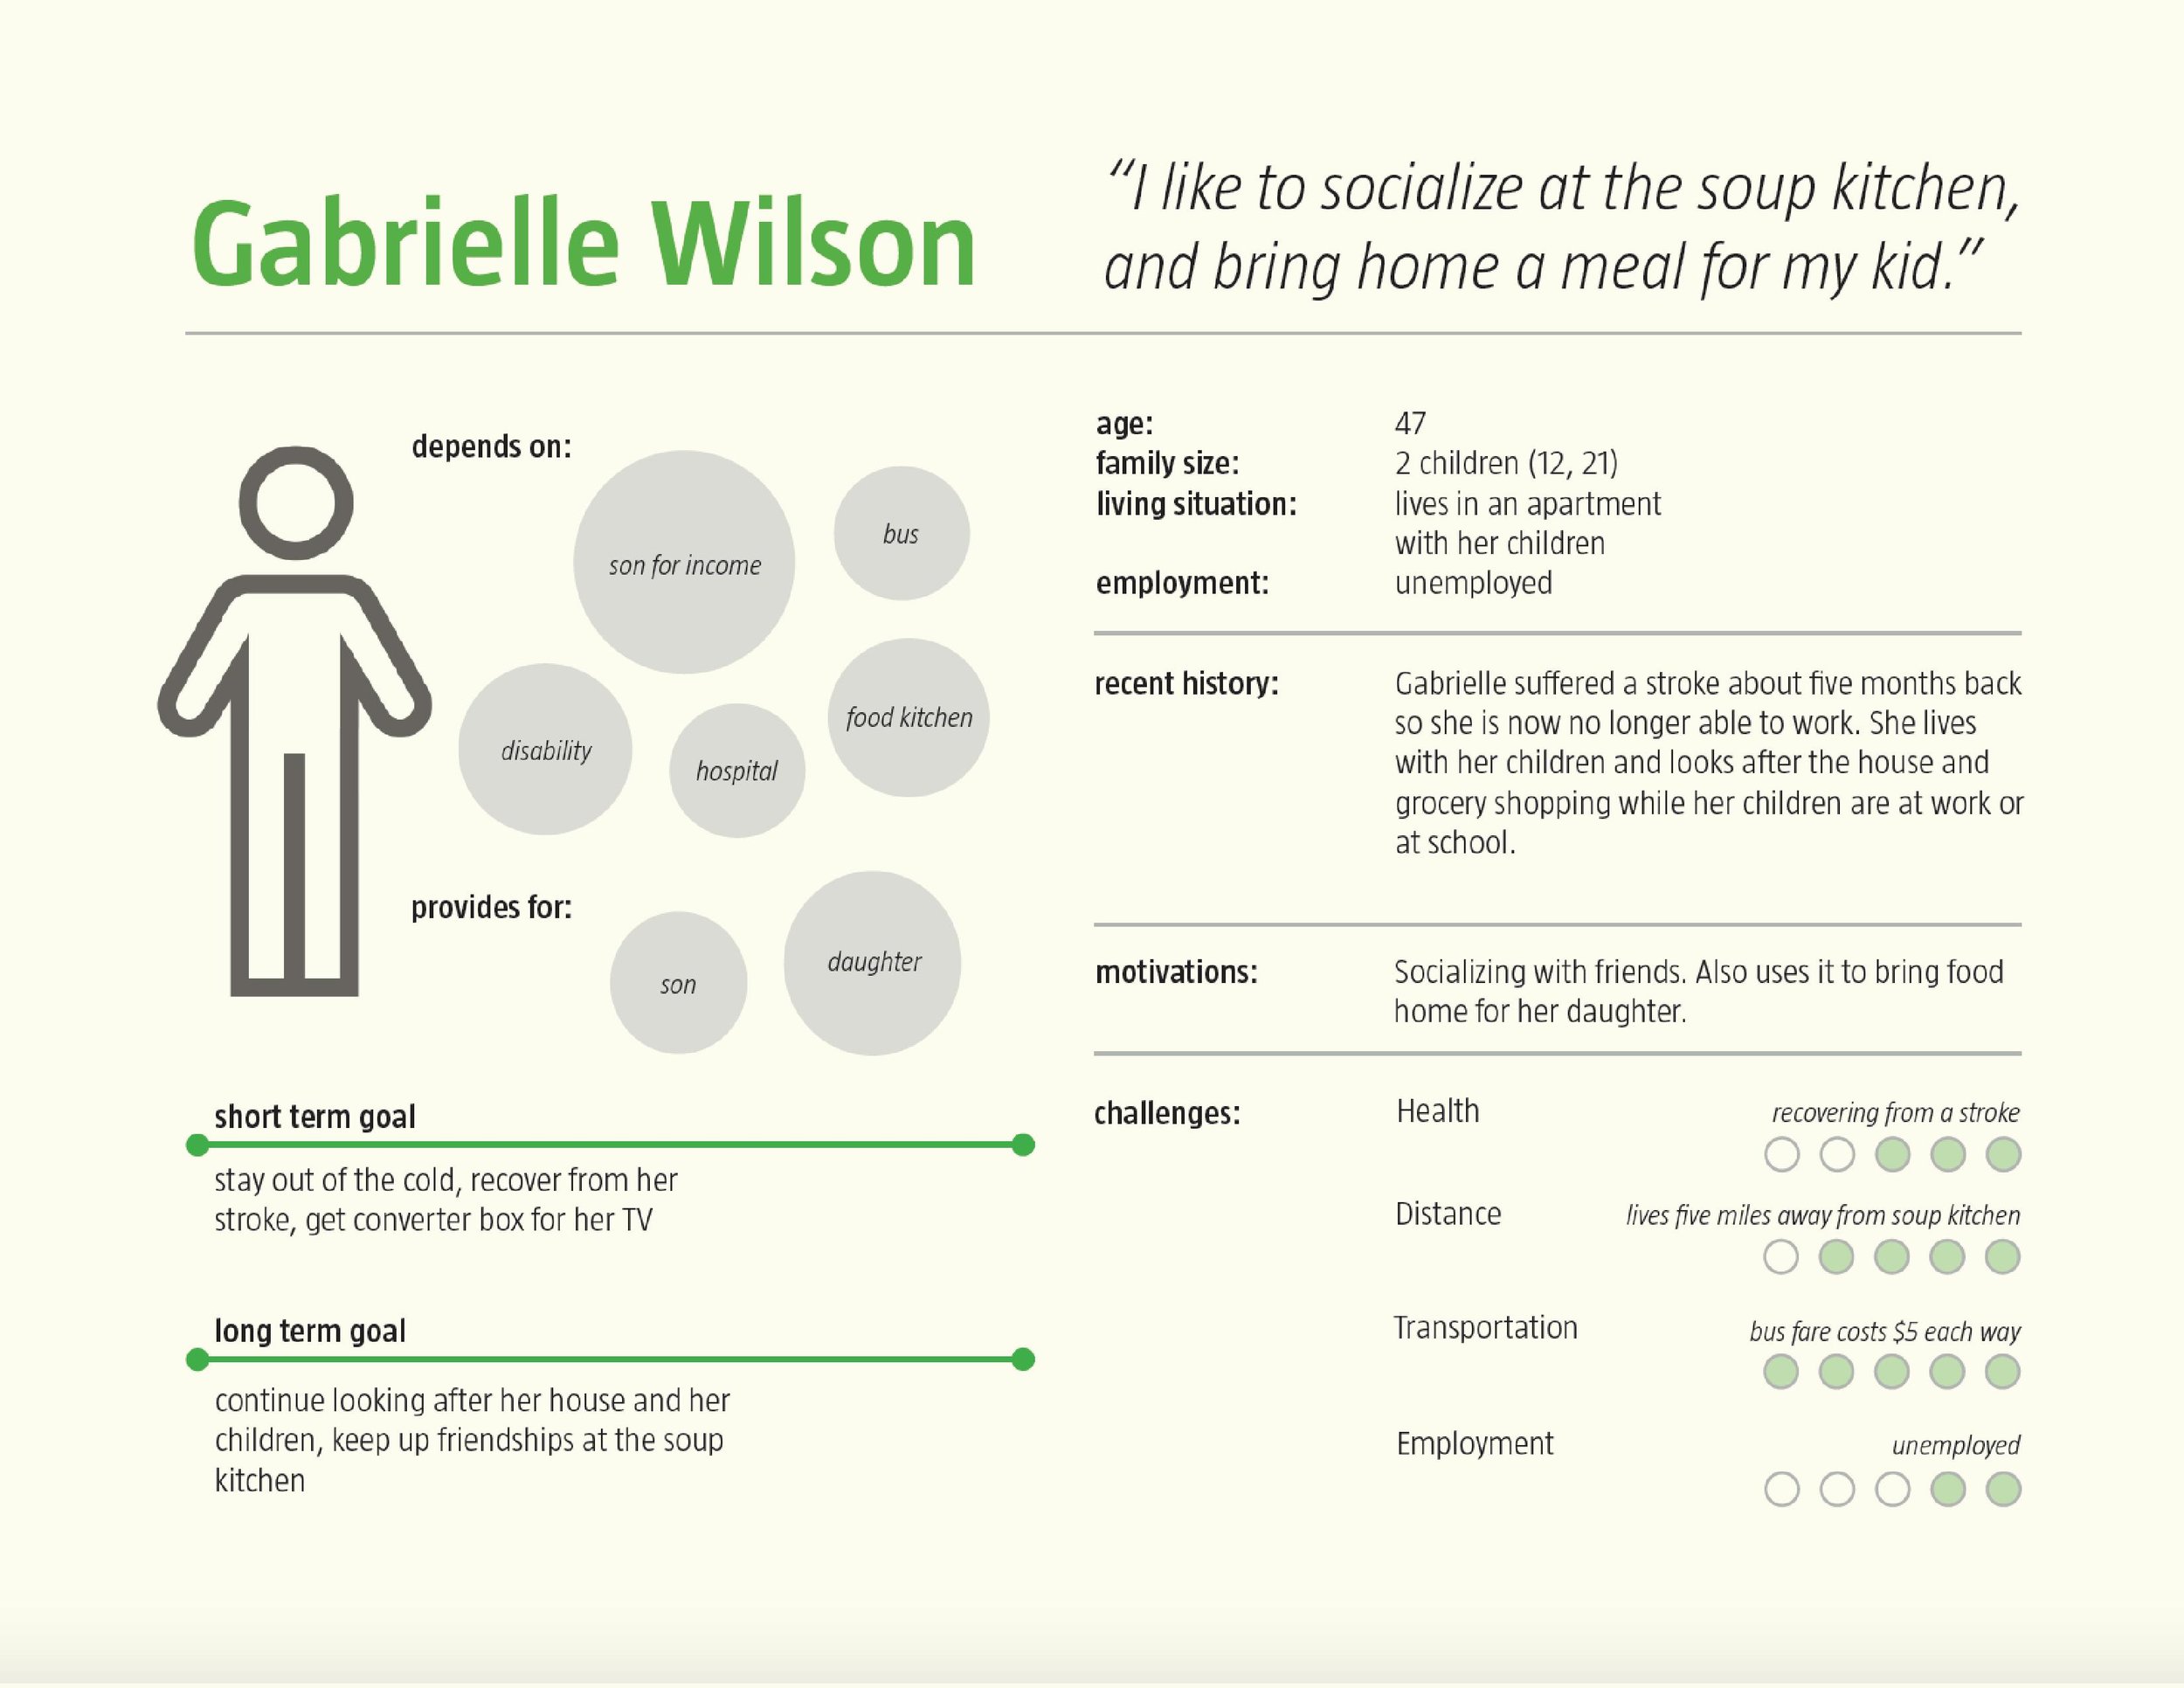 Gabrielle Wilson
“I like to socialize at the soup kitchen,
and bring home a meal for my kid.”
depends on:
son for income
bus
disability
hospital
food kitchen
provides for:
son
daughter
short term goal
stay out of the cold, recover from her
stroke, get converter box for her TV
long term goal
continue looking after her house and her
children, keep up friendships at the soup
kitchen
age: 47
family size: 2 children (12, 21)
living situation: lives in an apartment
with her children
employment: unemployed
recent history: Gabrielle suffered a stroke about five months back
so she is now no longer able to work. She lives
with her children and looks after the house and
grocery shopping while her children are at work or
at school.
motivations: Socializing with friends. Also uses it to bring food
home for her daughter.
challenges: Health recovering from a stroke
Distance lives five miles away from soup kitchen
Transportation bus fare costs $5 each way
Employment unemployed